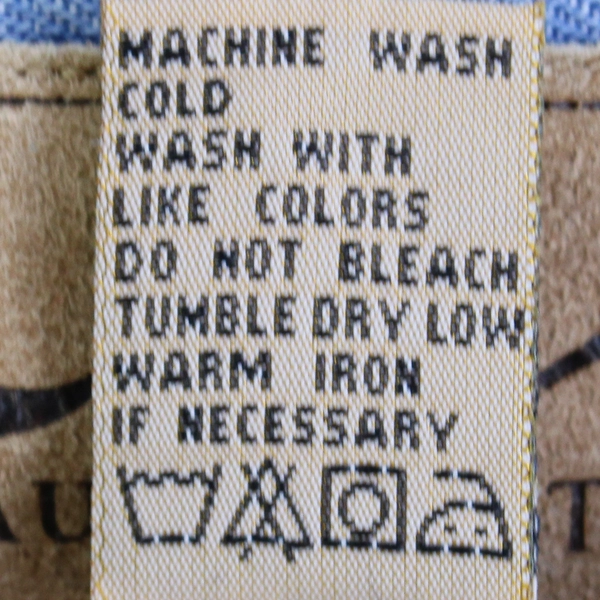 MACHINE WASH
COLD
WASH WITH
LIKE COLORS
DO NOT BLEACH
TUMBLE DRY LOW
WARM IRON
IF NECESSARY